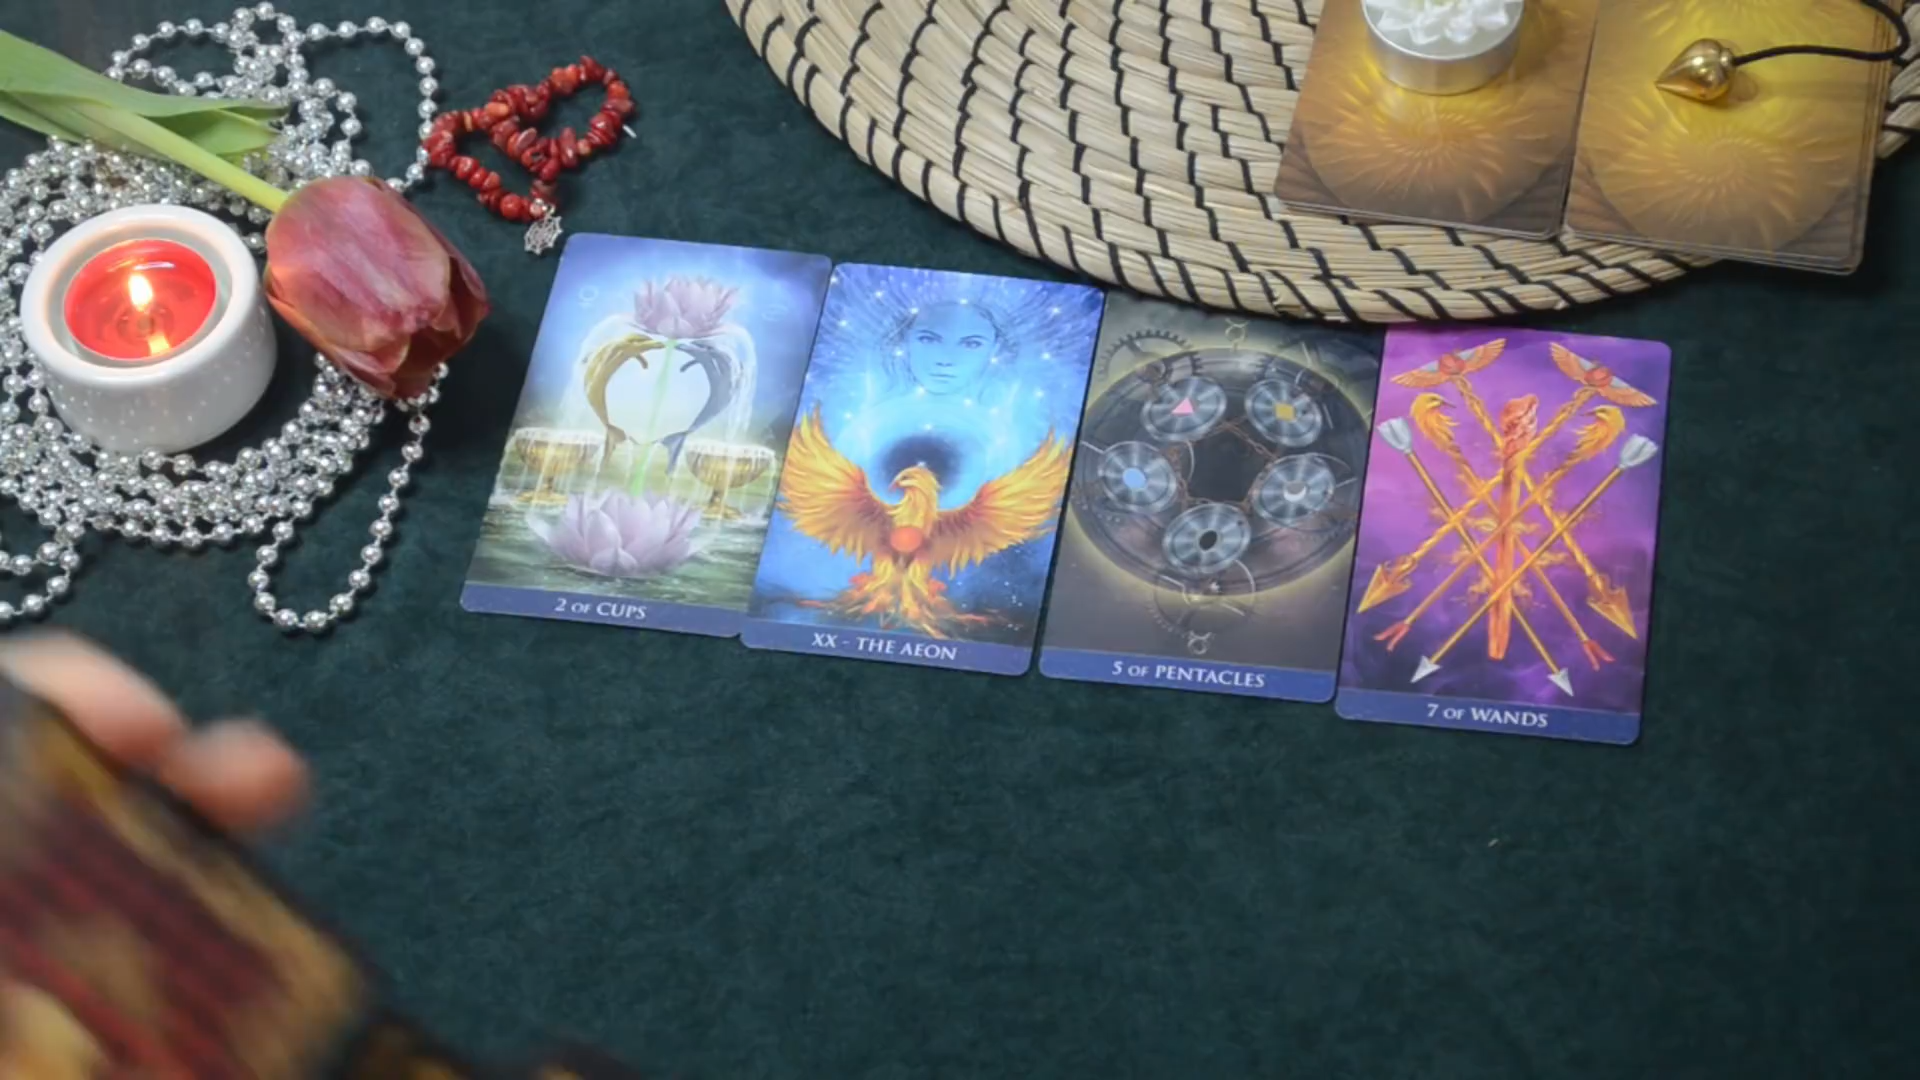 2 OF CUPS
XX - THE AEON
5 OF PENTACLES
7 OF WANDS